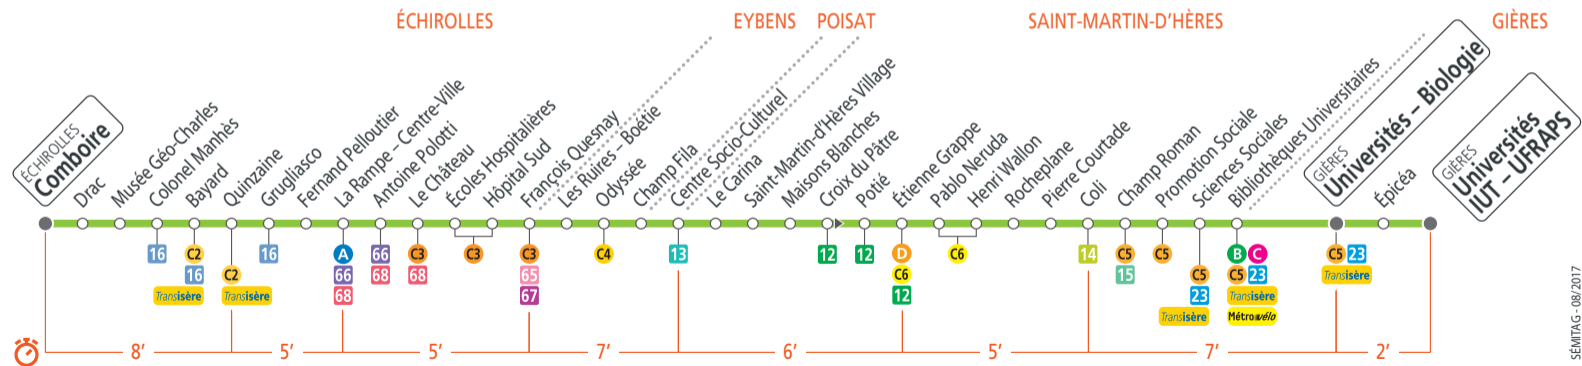 ÉCHIROLLES
EYBENS
POISAT
SAINT-MARTIN-D'HÈRES
GIÈRES
ÉCHIROLLES
Comboire
Drac
Musée Géo-Charles
Colonel Manhès
Bayard
Quinzaine
Grugliasco
Fernand Pelloutier
La Rampe – Centre-Ville
Antoine Polotti
Le Château
Écoles Hospitalières
Hôpital Sud
François Quesnay
Les Ruires – Boétie
Odyssée
Champ Fila
Centre Socio-Culturel
Le Carina
Saint-Martin-d'Hères Village
Maisons Blanches
Croix du Pâtre
Potié
Étienne Grappe
Pablo Neruda
Henri Wallon
Rocheplane
Pierre Courtade
Coli
Champ Roman
Promotion Sociale
Sciences Sociales
Bibliothèques Universitaires
GIÈRES
Universités – Biologie
Épicéa
GIÈRES
Universités
IUT – UFRAPS
16
C2
16
Transisère
C2
Transisère
16
A
66
68
66
68
C3
68
C3
C3
65
67
C4
13
12
12
D
C6
12
C6
14
C5
15
C5
C5
23
Transisère
B C
C5 23
Transisère
Métrovélo
C5 23
Transisère
8' 5' 5' 7' 6' 5' 7' 2'
SÉMITAG - 08/2017